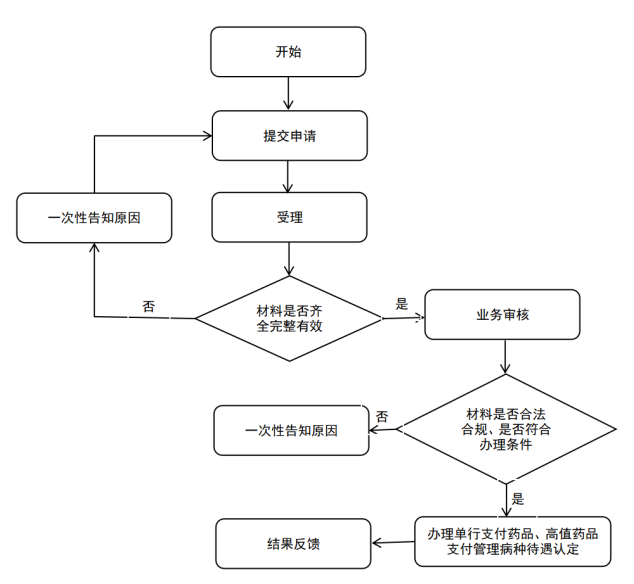 开始
提交申请
一次性告知原因
受理
否
材料是否齐
全完整有效
是
业务审核
一次性告知原因
否
材料是否合法
合规、是否符合
办理条件
是
结果反馈
办理单行支付药品、高值药品
支付管理病种待遇认定